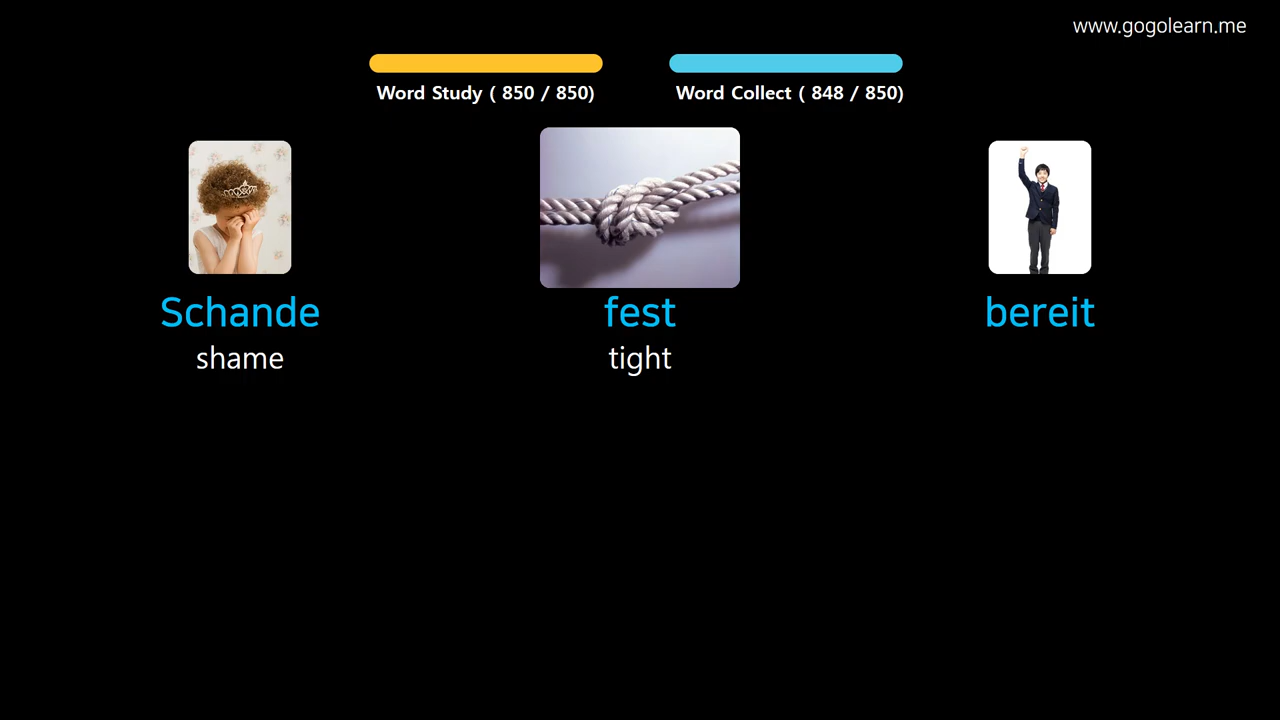 www.gogolearn.me
Word Study ( 850 / 850)
Word Collect ( 848 / 850)
Schande
shame
fest
tight
bereit